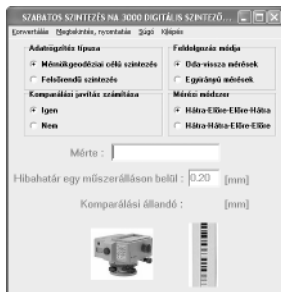 SZABATOS SZINTEZÉS NA 3000 DIGITÁLIS SZINTEZŐ...
Konvertálás Megtekintés, nyomtatás Súgó Kilépés
Adatrögzítés típusa
Mérnökgeodéziai célú szintezés
Felsőrendű szintezés
Feldolgozás módja
Oda-vissza mérések
Egyirányú mérések
Komparálási javítás számítása
Igen
Nem
Mérési módszer
Hátra-Előre-Előre-Hátra
Hátra-Hátra-Előre-Előre
Mérte :
Hibahatár egy műszerálláson belül : 0.20 [mm]
Komparálási állandó : [mm]